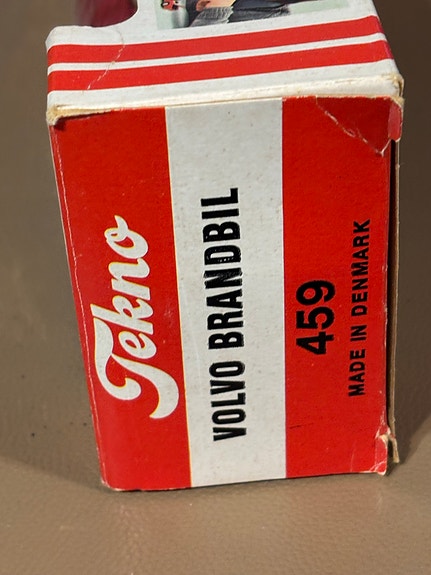 Tekno
VOLVO BRANDBIL
459
MADE IN DENMARK